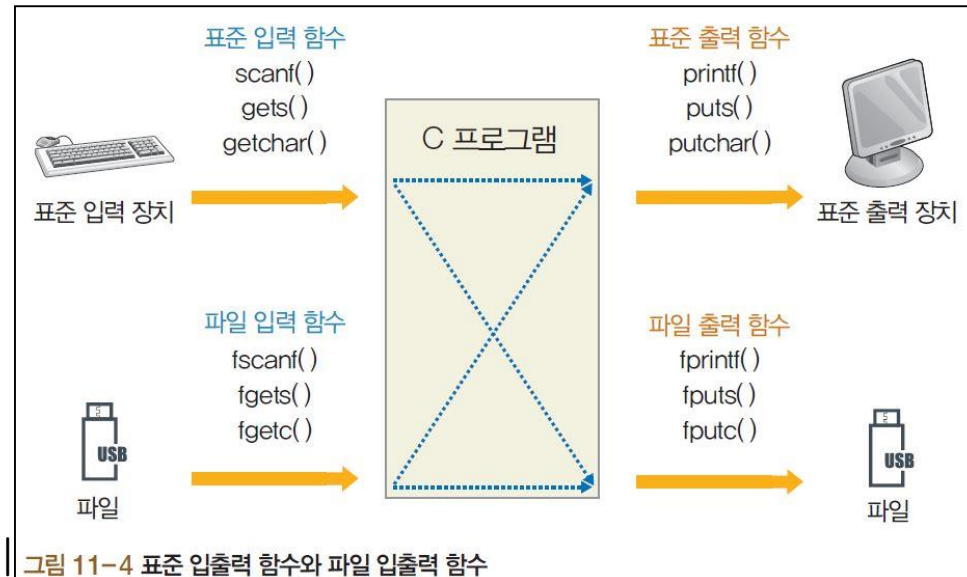 표준 입력 함수
scanf( )
gets( )
getchar( )
표준 입력 장치
C 프로그램
표준 출력 함수
printf( )
puts( )
putchar( )
표준 출력 장치
파일 입력 함수
fscanf( )
fgets( )
fgetc( )
USB
파일
파일 출력 함수
fprintf( )
fputs( )
fputc( )
USB
파일
그림 11-4 표준 입출력 함수와 파일 입출력 함수